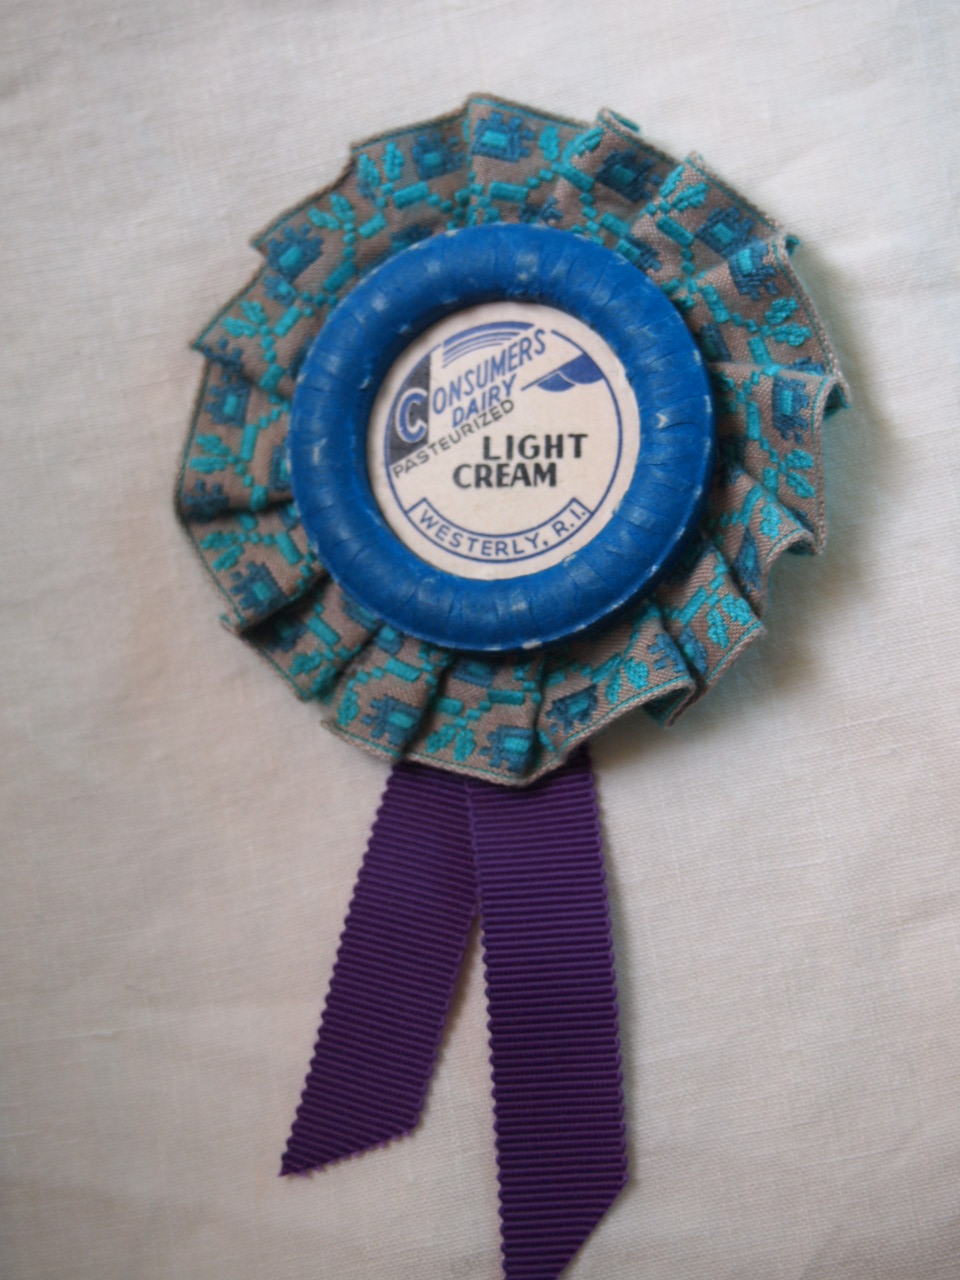 CONSUMERS
DAIRY
PASTEURIZED
LIGHT
CREAM
WESTERLY, R.I.